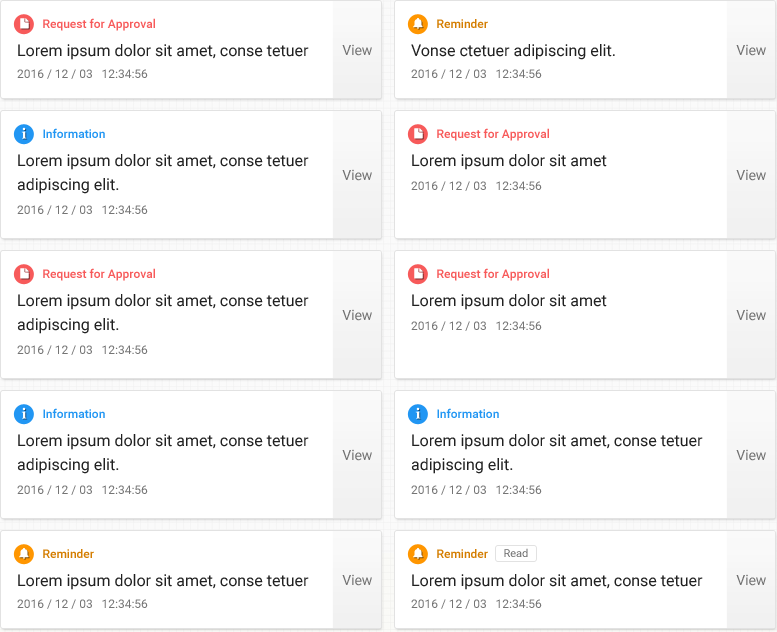 Request for Approval
Lorem ipsum dolor sit amet, conse tetuer
2016 / 12 / 03 12:34:56
View
Reminder
Vonse ctetuer adipiscing elit.
2016 / 12 / 03 12:34:56
View
Information
Lorem ipsum dolor sit amet, conse tetuer
adipiscing elit.
2016 / 12 / 03 12:34:56
View
Request for Approval
Lorem ipsum dolor sit amet
2016 / 12 / 03 12:34:56
View
Request for Approval
Lorem ipsum dolor sit amet, conse tetuer
adipiscing elit.
2016 / 12 / 03 12:34:56
View
Request for Approval
Lorem ipsum dolor sit amet
2016 / 12 / 03 12:34:56
View
Information
Lorem ipsum dolor sit amet, conse tetuer
adipiscing elit.
2016 / 12 / 03 12:34:56
View
Information
Lorem ipsum dolor sit amet, conse tetuer
adipiscing elit.
2016 / 12 / 03 12:34:56
View
Reminder
Lorem ipsum dolor sit amet, conse tetuer
2016 / 12 / 03 12:34:56
View
Reminder Read
Lorem ipsum dolor sit amet, conse tetuer
2016 / 12 / 03 12:34:56
View